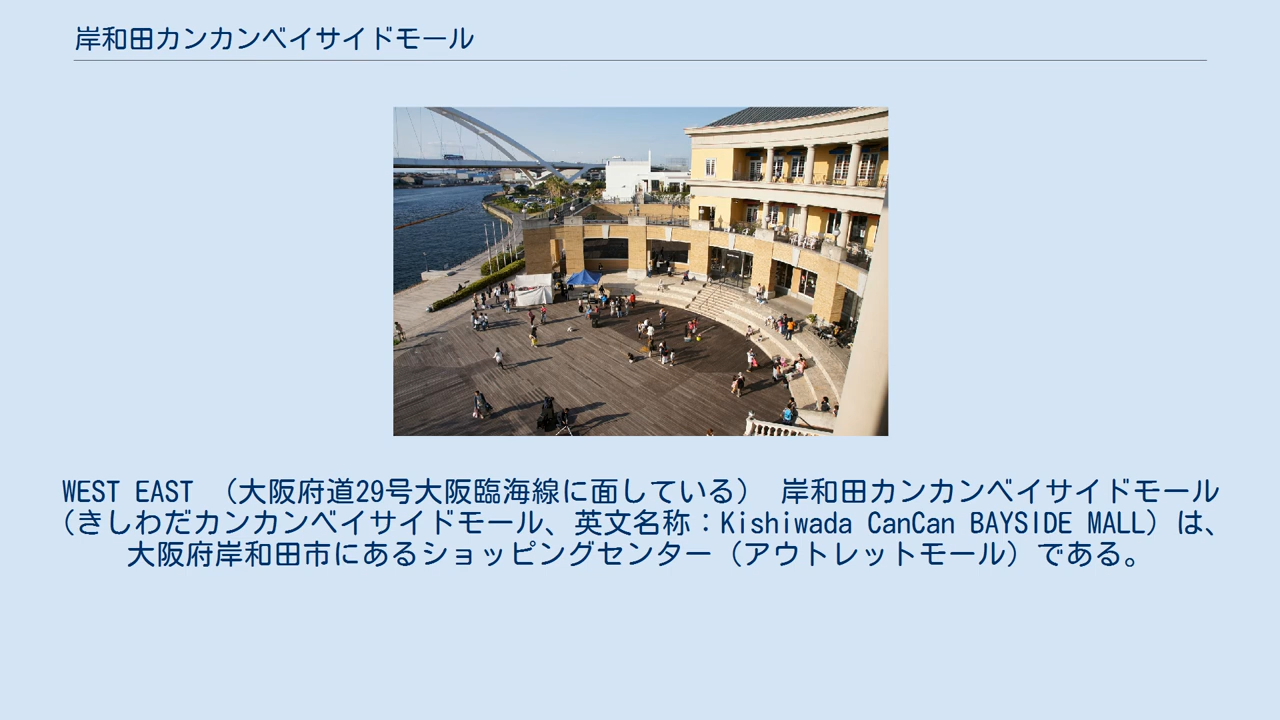 岸和田カンカンベイサイドモール
WEST EAST （大阪府道29号大阪臨海線に面している） 岸和田カンカンベイサイドモール
（きしわだカンカンベイサイドモール、英文名称：Kishiwada CanCan BAYSIDE MALL）は、
大阪府岸和田市にあるショッピングセンター（アウトレットモール）である。